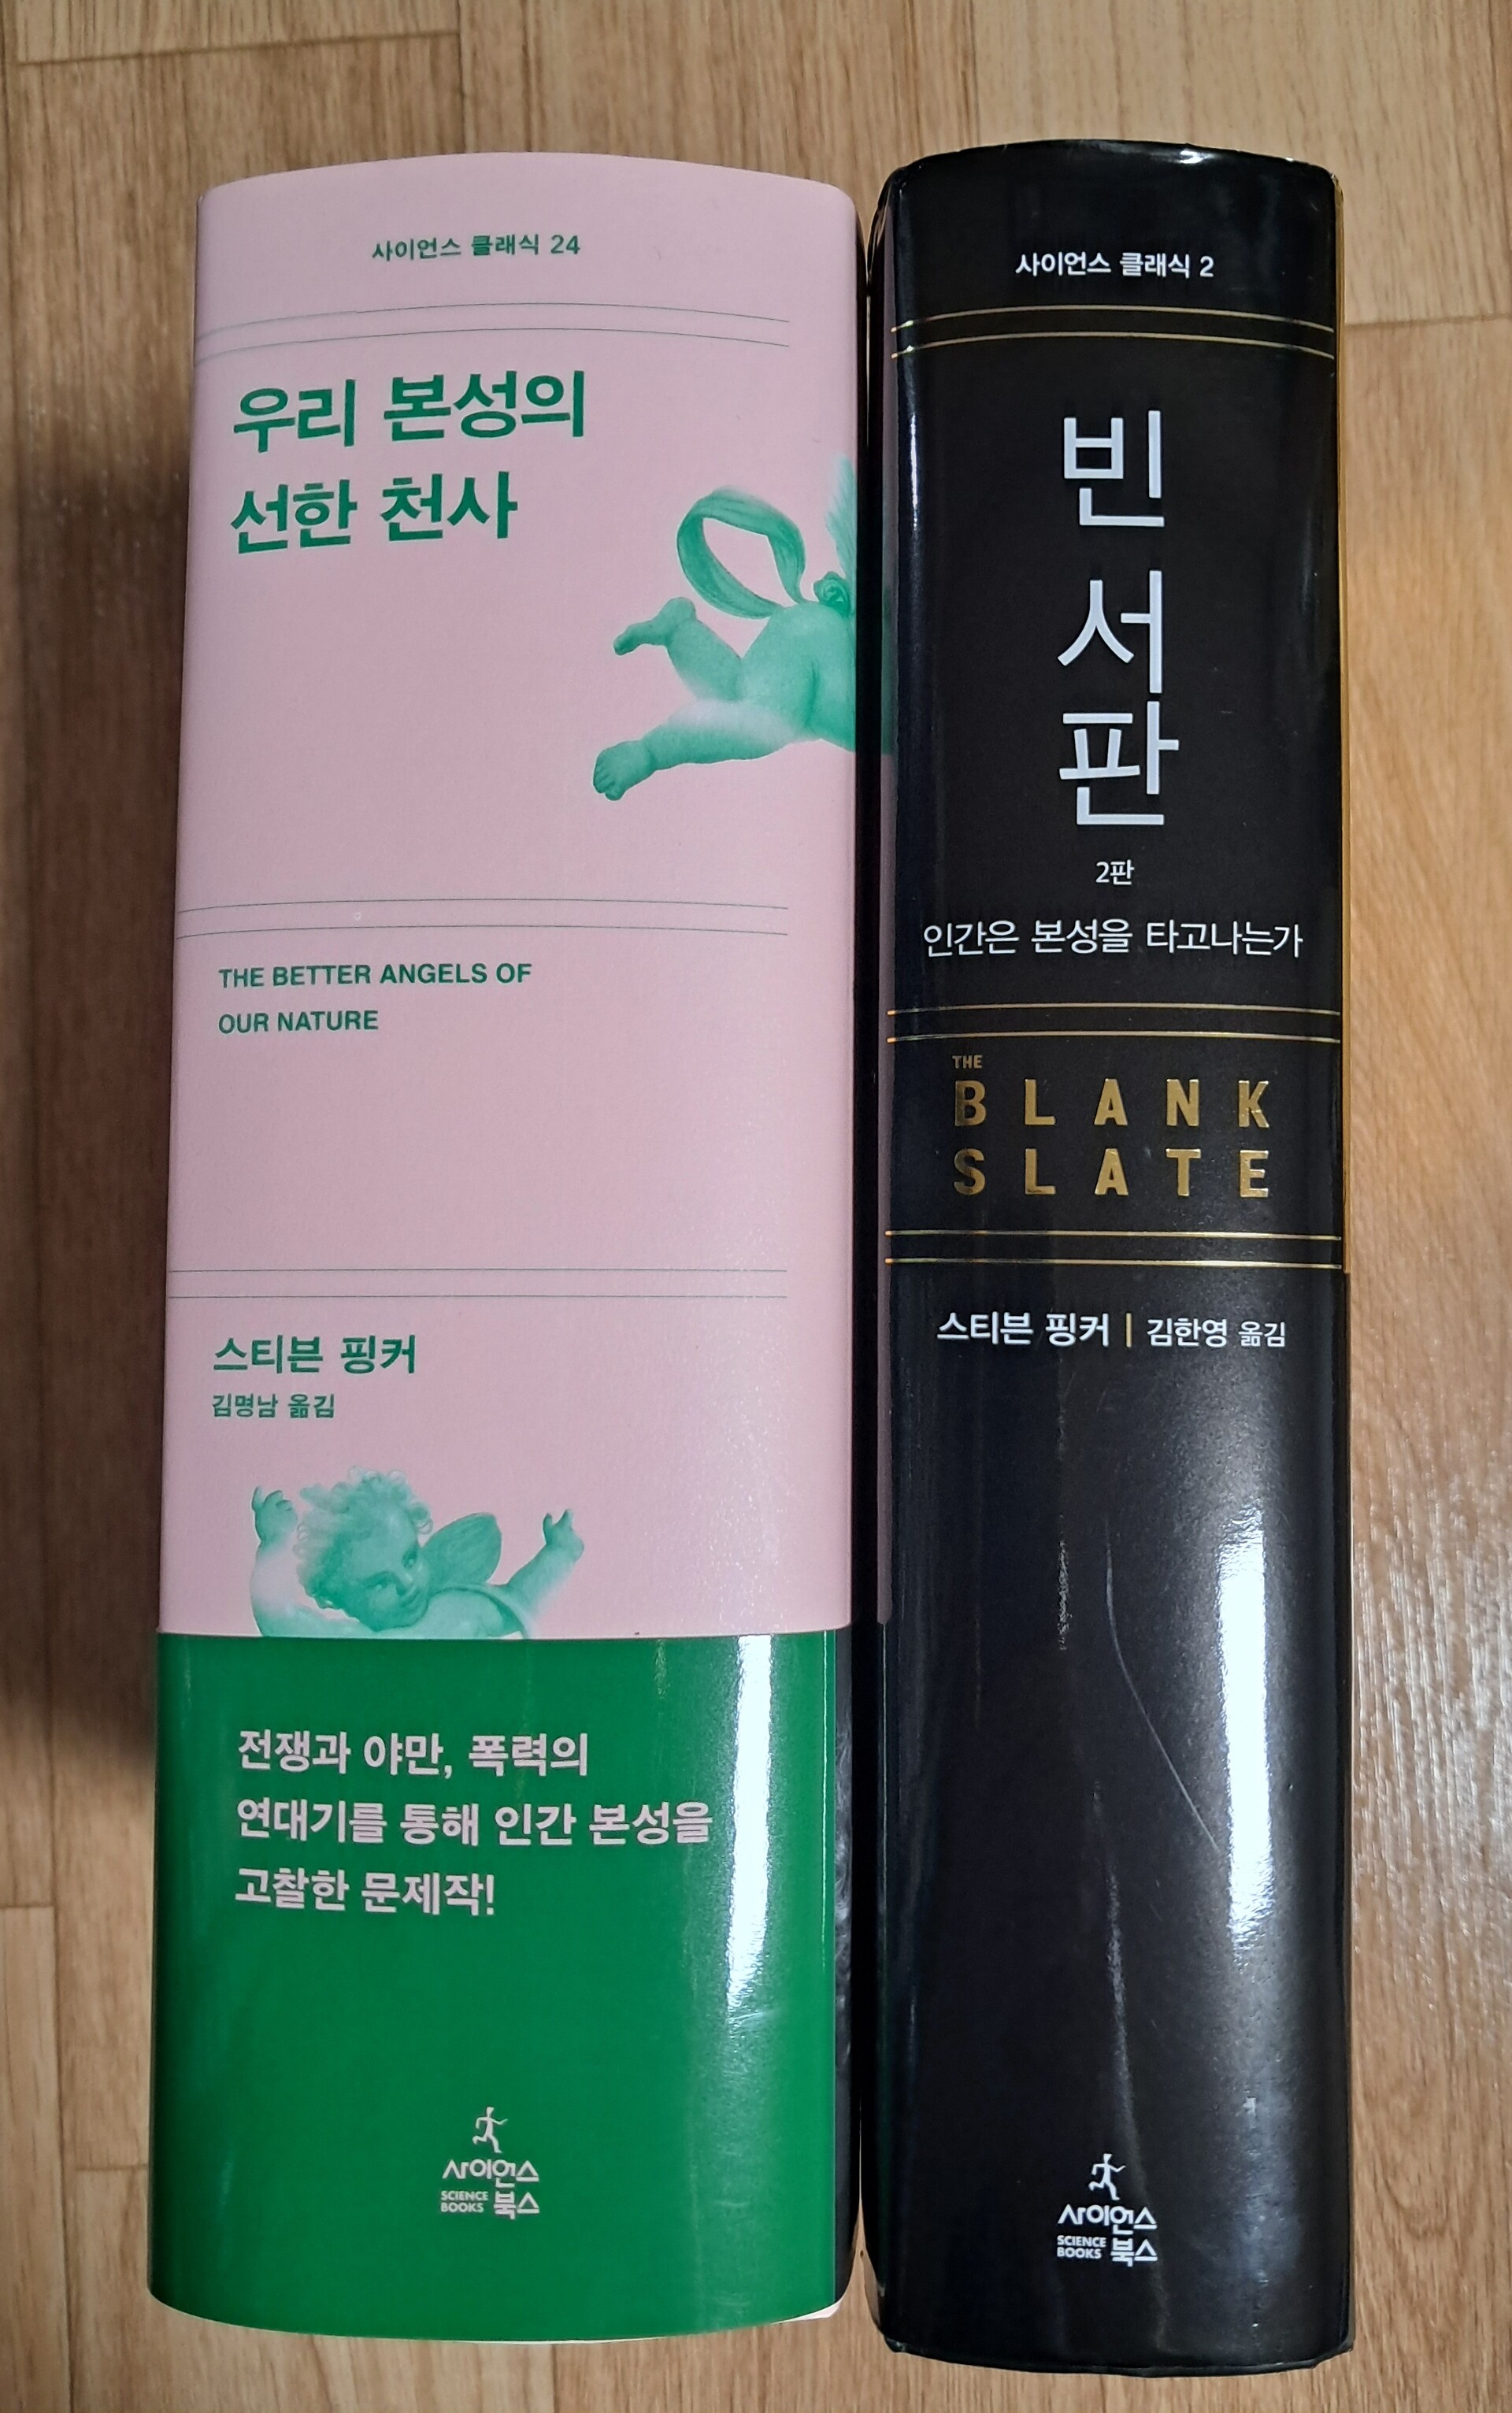 사이언스 클래식 24
우리 본성의
선한 천사
THE BETTER ANGELS OF
OUR NATURE
스티븐 핑커
김명남 옮김
전쟁과 야만, 폭력의
연대기를 통해 인간 본성을
고찰한 문제작!
사이언스
SCIENCE
BOOKS 북스
사이언스 클래식 2
빈
서
판
2판
인간은 본성을 타고나는가
THE
BLANK
SLATE
스티븐 핑커 | 김한영 옮김
사이언스
SCIENCE
BOOKS 북스